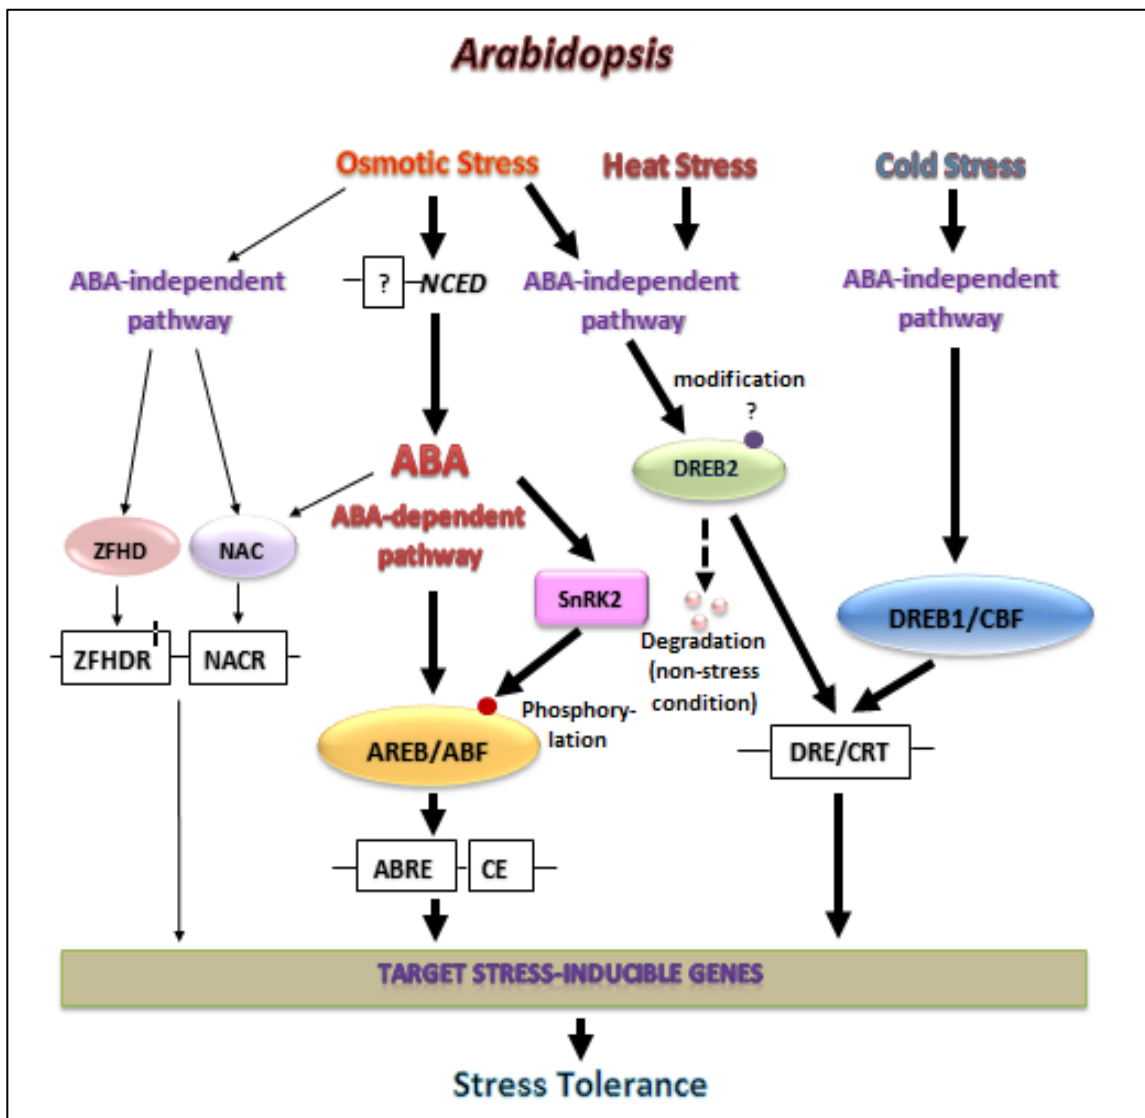 Arabidopsis
Osmotic Stress
Heat Stress
Cold Stress
ABA-independent
pathway
?
NCED
ABA-independent
pathway
ABA-independent
pathway
modification
?
DREB2
ABA
ABA-dependent
pathway
ZFHD
NAC
SnRK2
DREB1/CBF
Degradation
(non-stress
condition)
ZFHDR
NACR
Phosphory-
lation
AREB/ABF
DRE/CRT
ABRE
CE
TARGET STRESS-INDUCIBLE GENES
Stress Tolerance